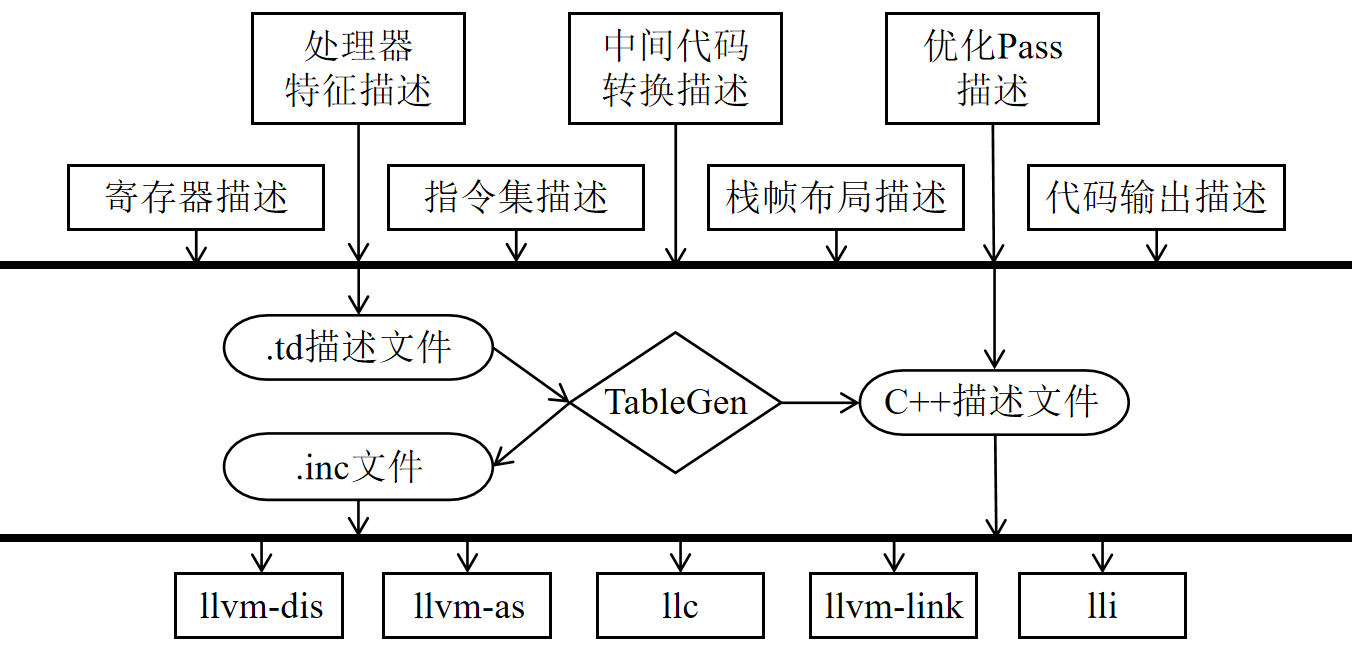 处理器
特征描述
中间代码
转换描述
优化Pass
描述
寄存器描述
指令集描述
栈帧布局描述
代码输出描述
.td描述文件
TableGen
C++描述文件
.inc文件
llvm-dis
llvm-as
llc
llvm-link
lli